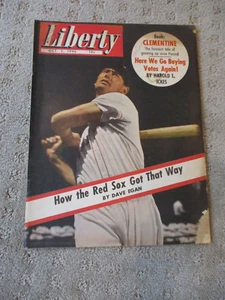 Liberty
Book:
CLEMENTINE
Here We Go Buying
Votes Again!
BY HAROLD L.
ICKES
How the Red Sox Got That Way
BY DAVE EGAN